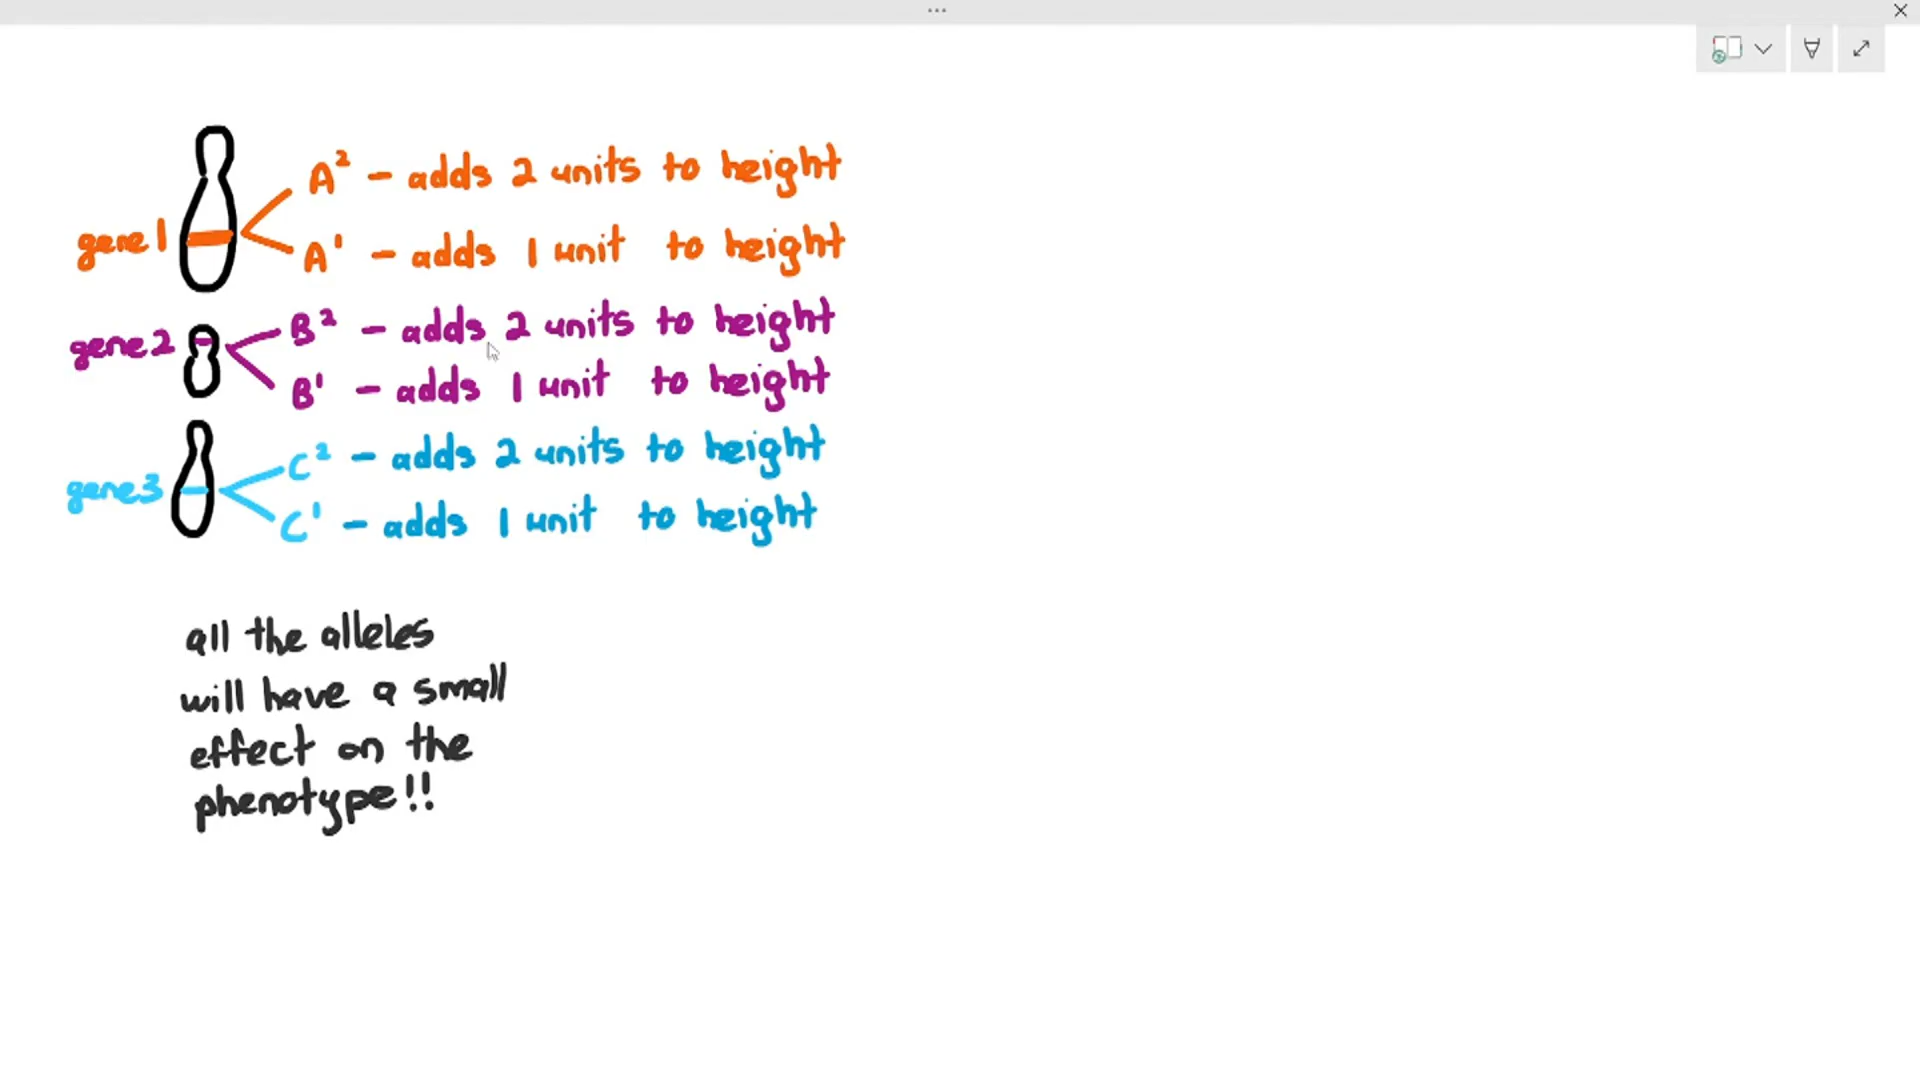 A² – adds 2 units to height
gene 1
A¹ – adds 1 unit to height
gene 2
B² – adds 2 units to height
B¹ – adds 1 unit to height
gene 3
C² – adds 2 units to height
C¹ – adds 1 unit to height
all the alleles
will have a small
effect on the
phenotype!!